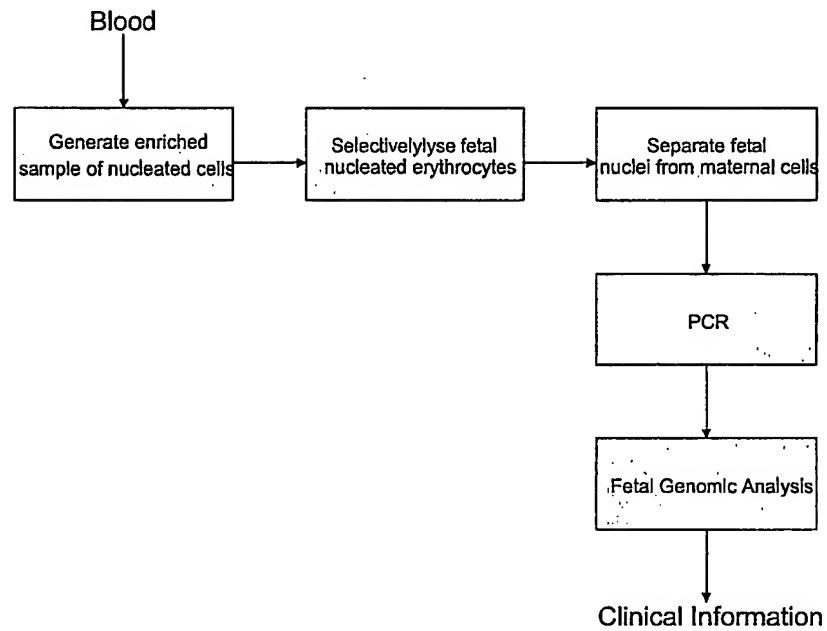 Blood
Generate enriched
sample of nucleated cells
Selectivelylyse fetal
nucleated erythrocytes
Separate fetal
nuclei from maternal cells
PCR
Fetal Genomic Analysis
Clinical Information